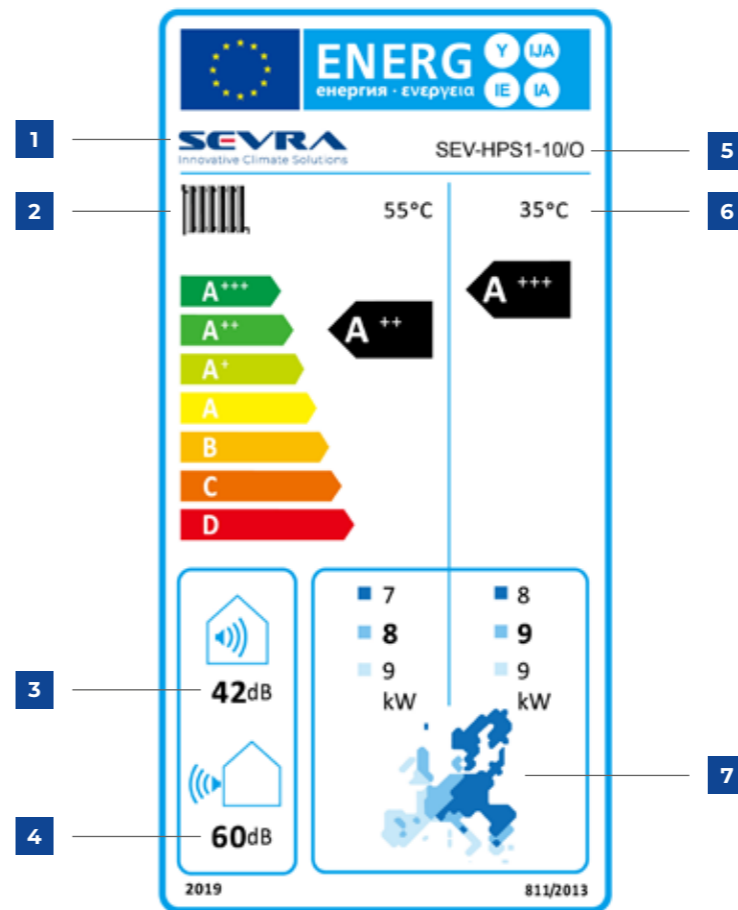 ENERG Y IJA
енергия · ενεργεια IE IA
1
SEVRA
Innovative Climate Solutions
SEV-HPS1-10/O
5
2
55°C
35°C
6
A+++
A++
A+
A
B
C
D
A ++
A +++
3
42dB
4
60dB
7
8
9
kW
8
9
9
kW
7
2019
811/2013